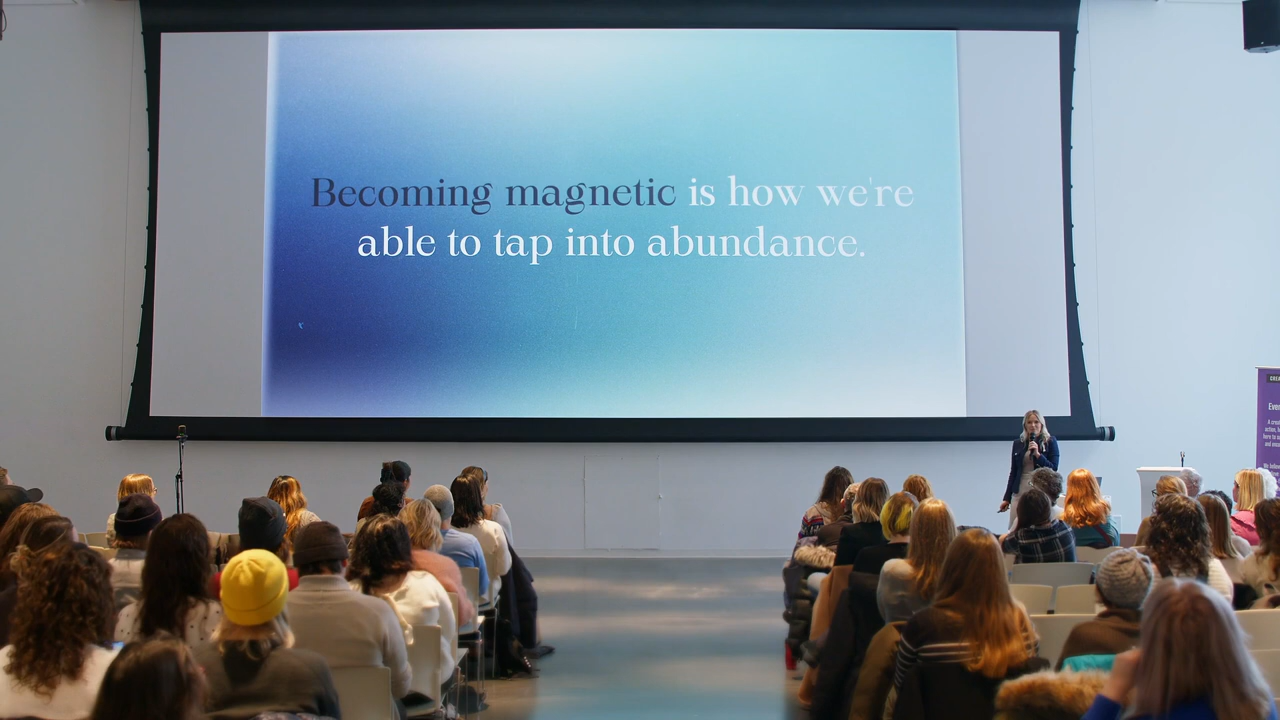 Becoming magnetic is how we're
able to tap into abundance.